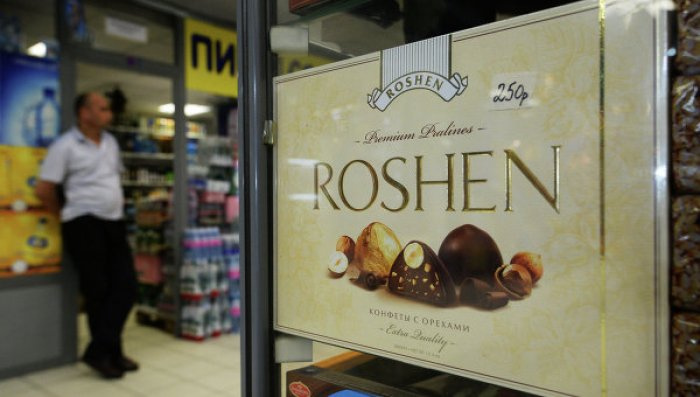 ПИ
ROSHEN
250р
Premium Pralines
ROSHEN
КОНФЕТЫ С ОРЕХАМИ
Extra Quality